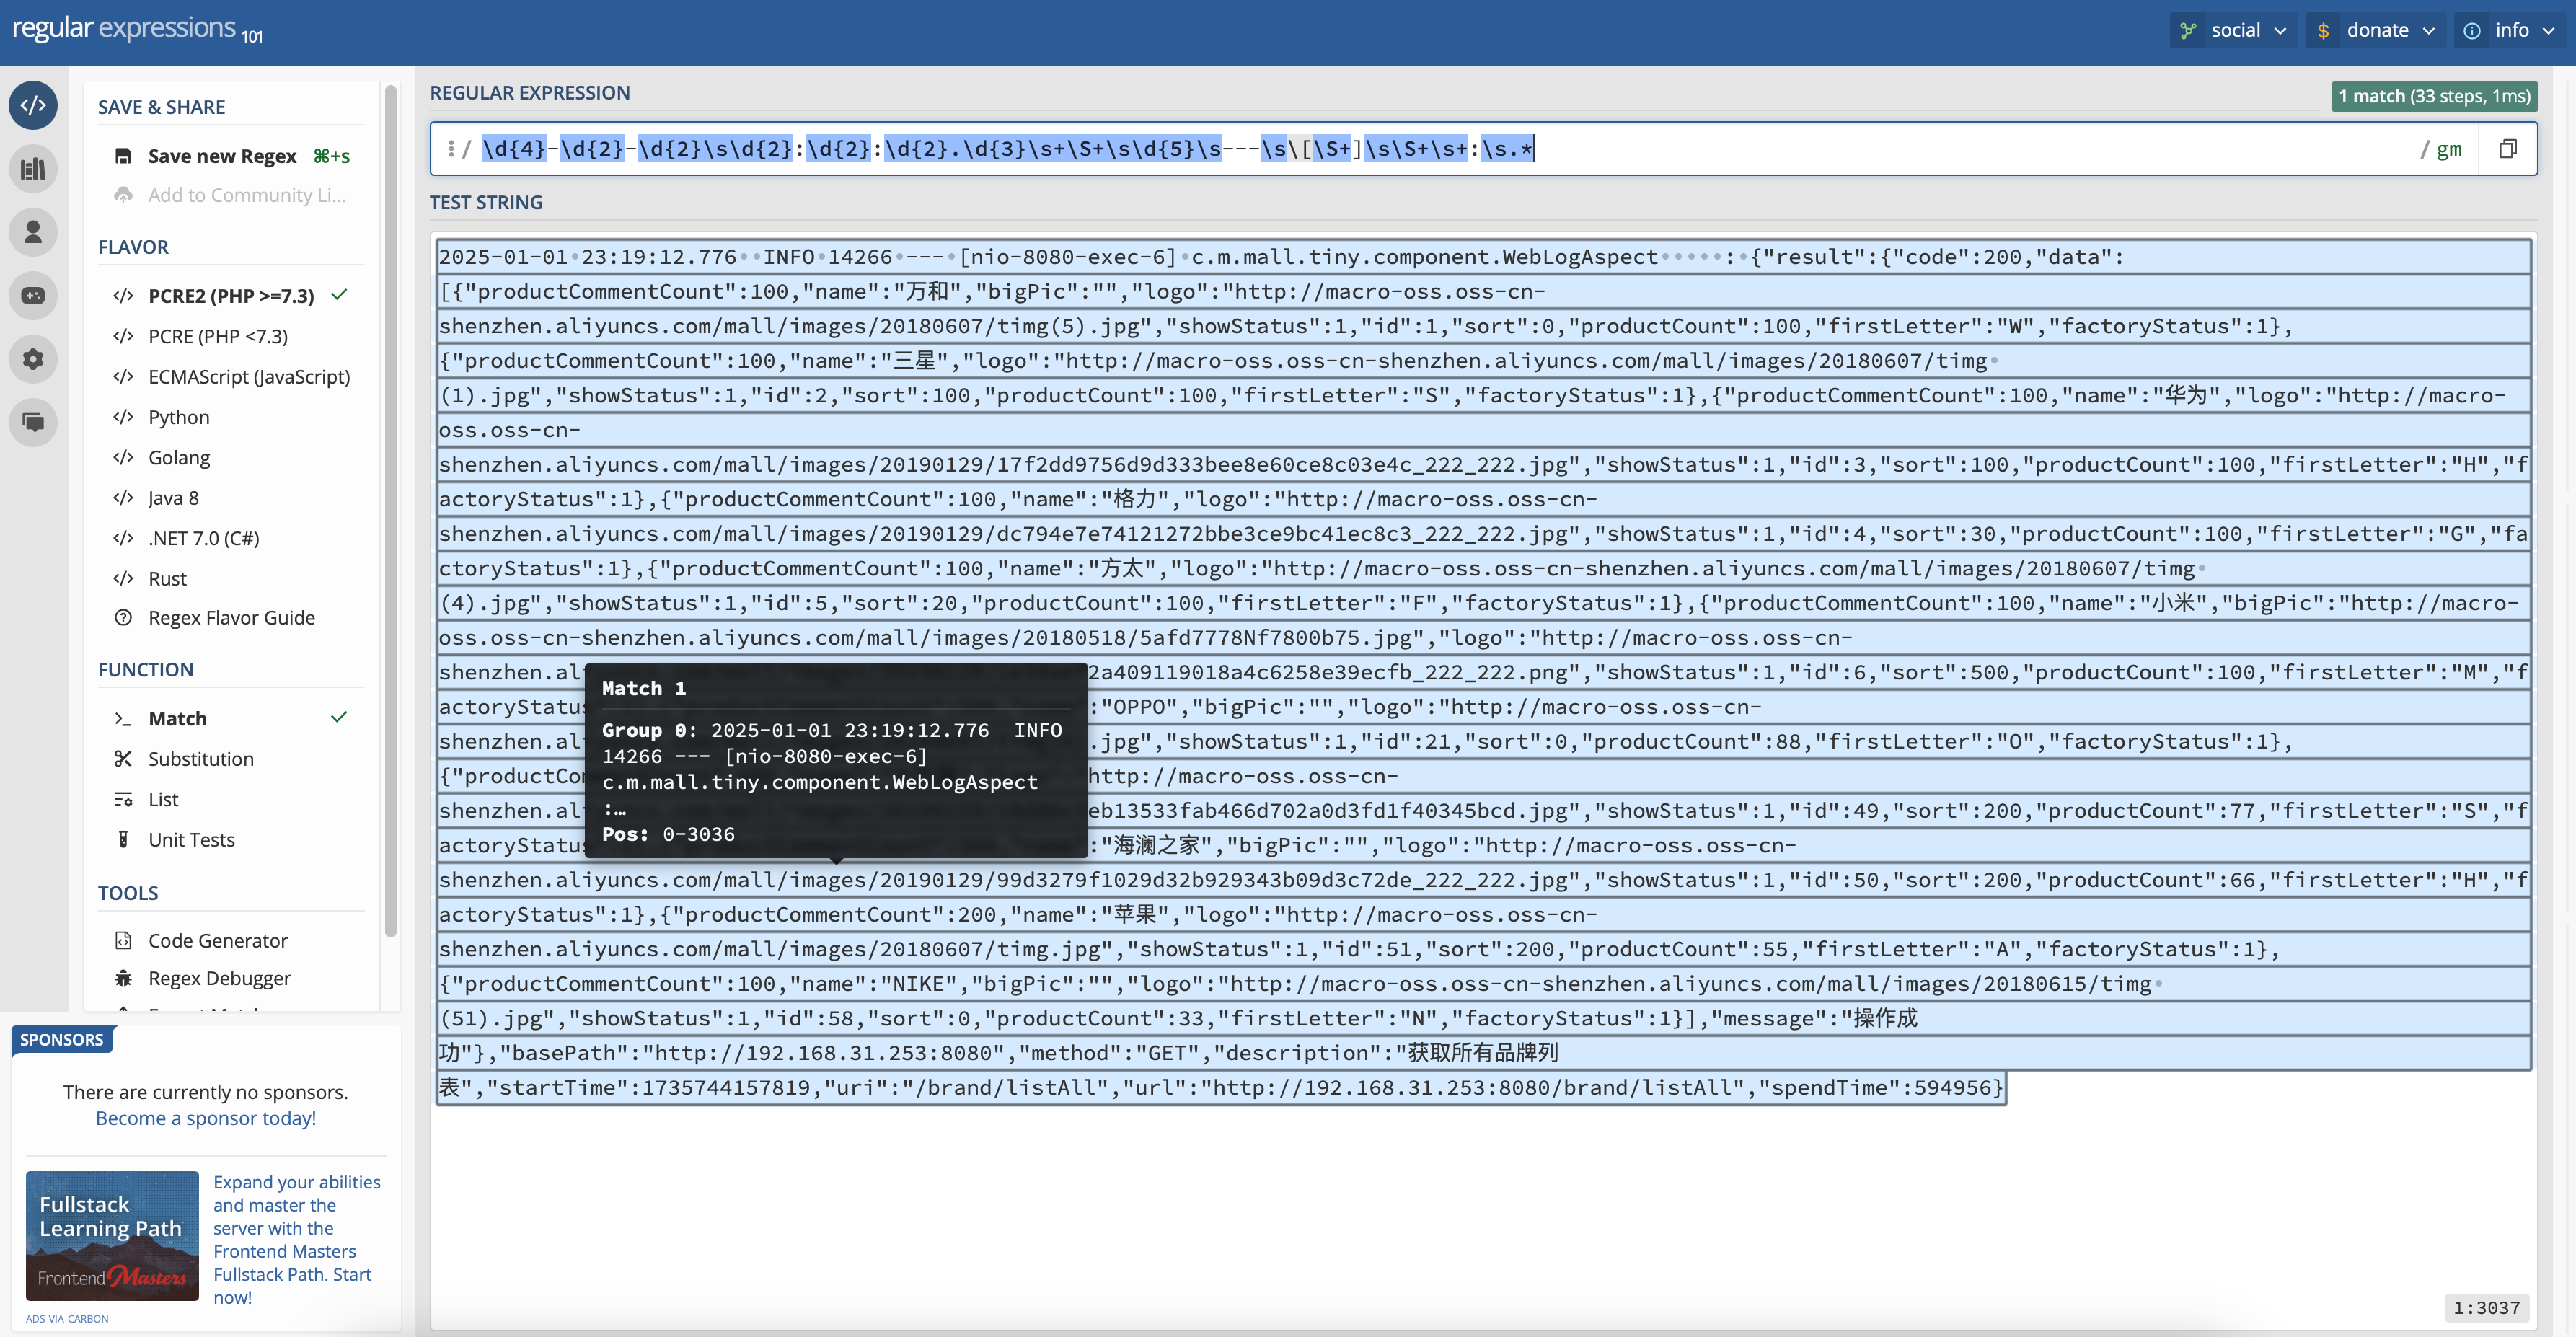 regular expressions 101
social
donate
info
SAVE & SHARE
Save new Regex ⌘+s
Add to Community Li...
FLAVOR
PCRE2 (PHP >=7.3)
PCRE (PHP <7.3)
ECMAScript (JavaScript)
Python
Golang
Java 8
.NET 7.0 (C#)
Rust
Regex Flavor Guide
FUNCTION
Match
Substitution
List
Unit Tests
TOOLS
Code Generator
Regex Debugger
SPONSORS
There are currently no sponsors.
Become a sponsor today!
Fullstack
Learning Path
Frontend Masters
Expand your abilities
and master the
server with the
Frontend Masters
Fullstack Path. Start
now!
ADS VIA CARBON
REGULAR EXPRESSION
1 match (33 steps, 1ms)
/ \d{4}-\d{2}-\d{2}\s\d{2}:\d{2}:\d{2}.\d{3}\s+\S+\s\d{5}\s---\s\[\S+]\s\S+\s+:\s.*
/ gm
TEST STRING
2025-01-01 23:19:12.776  INFO 14266 --- [nio-8080-exec-6] c.m.mall.tiny.component.WebLogAspect     : {"result":{"code":200,"data":
[{"productCommentCount":100,"name":"万和","bigPic":"","logo":"http://macro-oss.oss-cn-
shenzhen.aliyuncs.com/mall/images/20180607/timg(5).jpg","showStatus":1,"id":1,"sort":0,"productCount":100,"firstLetter":"W","factoryStatus":1},
{"productCommentCount":100,"name":"三星","logo":"http://macro-oss.oss-cn-shenzhen.aliyuncs.com/mall/images/20180607/timg
(1).jpg","showStatus":1,"id":2,"sort":100,"productCount":100,"firstLetter":"S","factoryStatus":1},{"productCommentCount":100,"name":"华为","logo":"http://macro-
oss.oss-cn-
shenzhen.aliyuncs.com/mall/images/20190129/17f2dd9756d9d333bee8e60ce8c03e4c_222_222.jpg","showStatus":1,"id":3,"sort":100,"productCount":100,"firstLetter":"H","f
actoryStatus":1},{"productCommentCount":100,"name":"格力","logo":"http://macro-oss.oss-cn-
shenzhen.aliyuncs.com/mall/images/20190129/dc794e7e74121272bbe3ce9bc41ec8c3_222_222.jpg","showStatus":1,"id":4,"sort":30,"productCount":100,"firstLetter":"G","fa
ctoryStatus":1},{"productCommentCount":100,"name":"方太","logo":"http://macro-oss.oss-cn-shenzhen.aliyuncs.com/mall/images/20180607/timg
(4).jpg","showStatus":1,"id":5,"sort":20,"productCount":100,"firstLetter":"F","factoryStatus":1},{"productCommentCount":100,"name":"小米","bigPic":"http://macro-
oss.oss-cn-shenzhen.aliyuncs.com/mall/images/20180518/5afd7778Nf7800b75.jpg","logo":"http://macro-oss.oss-cn-
shenzhen.al 2a409119018a4c6258e39ecfb_222_222.png","showStatus":1,"id":6,"sort":500,"productCount":100,"firstLetter":"M","f
actoryStatu :"OPPO","bigPic":"","logo":"http://macro-oss.oss-cn-
shenzhen.al .jpg","showStatus":1,"id":21,"sort":0,"productCount":88,"firstLetter":"O","factoryStatus":1},
{"productCo http://macro-oss.oss-cn-
shenzhen.al eb13533fab466d702a0d3fd1f40345bcd.jpg","showStatus":1,"id":49,"sort":200,"productCount":77,"firstLetter":"S","f
actoryStatu :"海澜之家","bigPic":"","logo":"http://macro-oss.oss-cn-
shenzhen.aliyuncs.com/mall/images/20190129/99d3279f1029d32b929343b09d3c72de_222_222.jpg","showStatus":1,"id":50,"sort":200,"productCount":66,"firstLetter":"H","f
actoryStatus":1},{"productCommentCount":200,"name":"苹果","logo":"http://macro-oss.oss-cn-
shenzhen.aliyuncs.com/mall/images/20180607/timg.jpg","showStatus":1,"id":51,"sort":200,"productCount":55,"firstLetter":"A","factoryStatus":1},
{"productCommentCount":100,"name":"NIKE","bigPic":"","logo":"http://macro-oss.oss-cn-shenzhen.aliyuncs.com/mall/images/20180615/timg
(51).jpg","showStatus":1,"id":58,"sort":0,"productCount":33,"firstLetter":"N","factoryStatus":1}],"message":"操作成
功"},"basePath":"http://192.168.31.253:8080","method":"GET","description":"获取所有品牌列
表","startTime":1735744157819,"uri":"/brand/listAll","url":"http://192.168.31.253:8080/brand/listAll","spendTime":594956}
Match 1
Group 0: 2025-01-01 23:19:12.776  INFO
14266 --- [nio-8080-exec-6]
c.m.mall.tiny.component.WebLogAspect
:…
Pos: 0-3036
1:3037